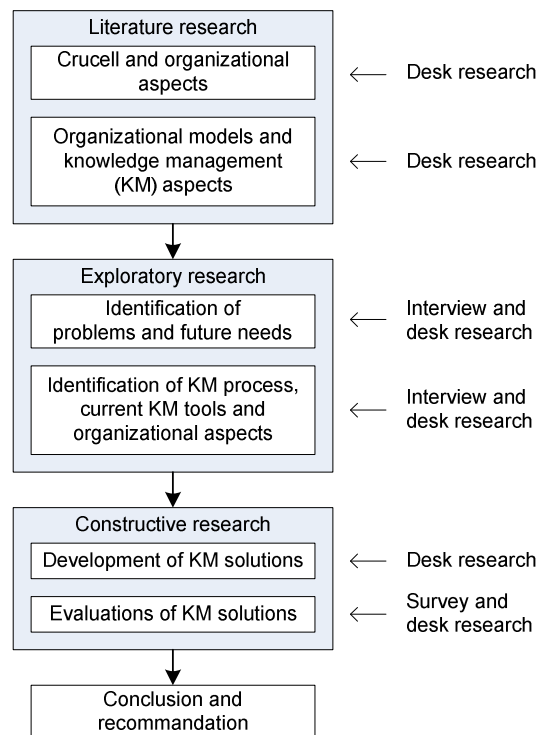 Literature research
Crucell and organizational
aspects
Desk research
Organizational models and
knowledge management
(KM) aspects
Desk research
Exploratory research
Identification of
problems and future needs
Interview and
desk research
Identification of KM process,
current KM tools and
organizational aspects
Interview and
desk research
Constructive research
Development of KM solutions
Desk research
Evaluations of KM solutions
Survey and
desk research
Conclusion and
recommandation